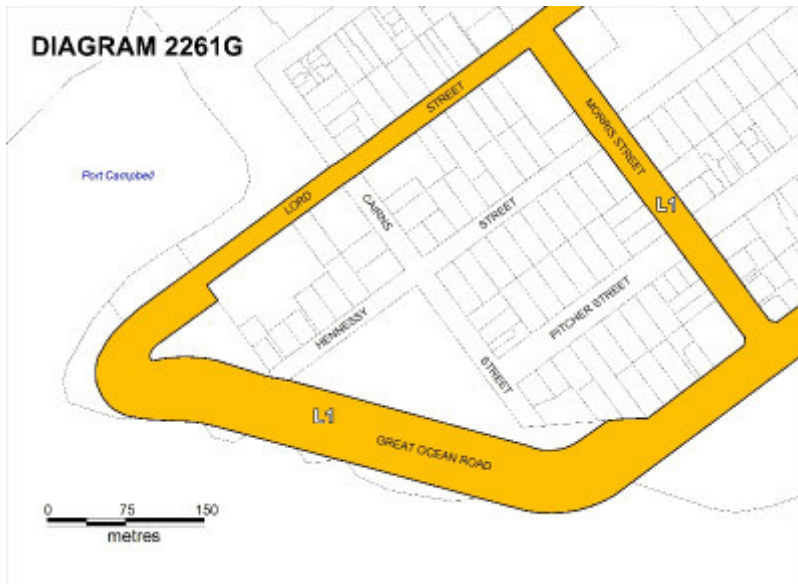 DIAGRAM 2261G
STREET
MORRIS STREET
Port Campbell
LORD
CAIRNS
STREET
L1
HENNESSY
PITCHER STREET
STREET
L1
GREAT OCEAN ROAD
0 75 150
metres